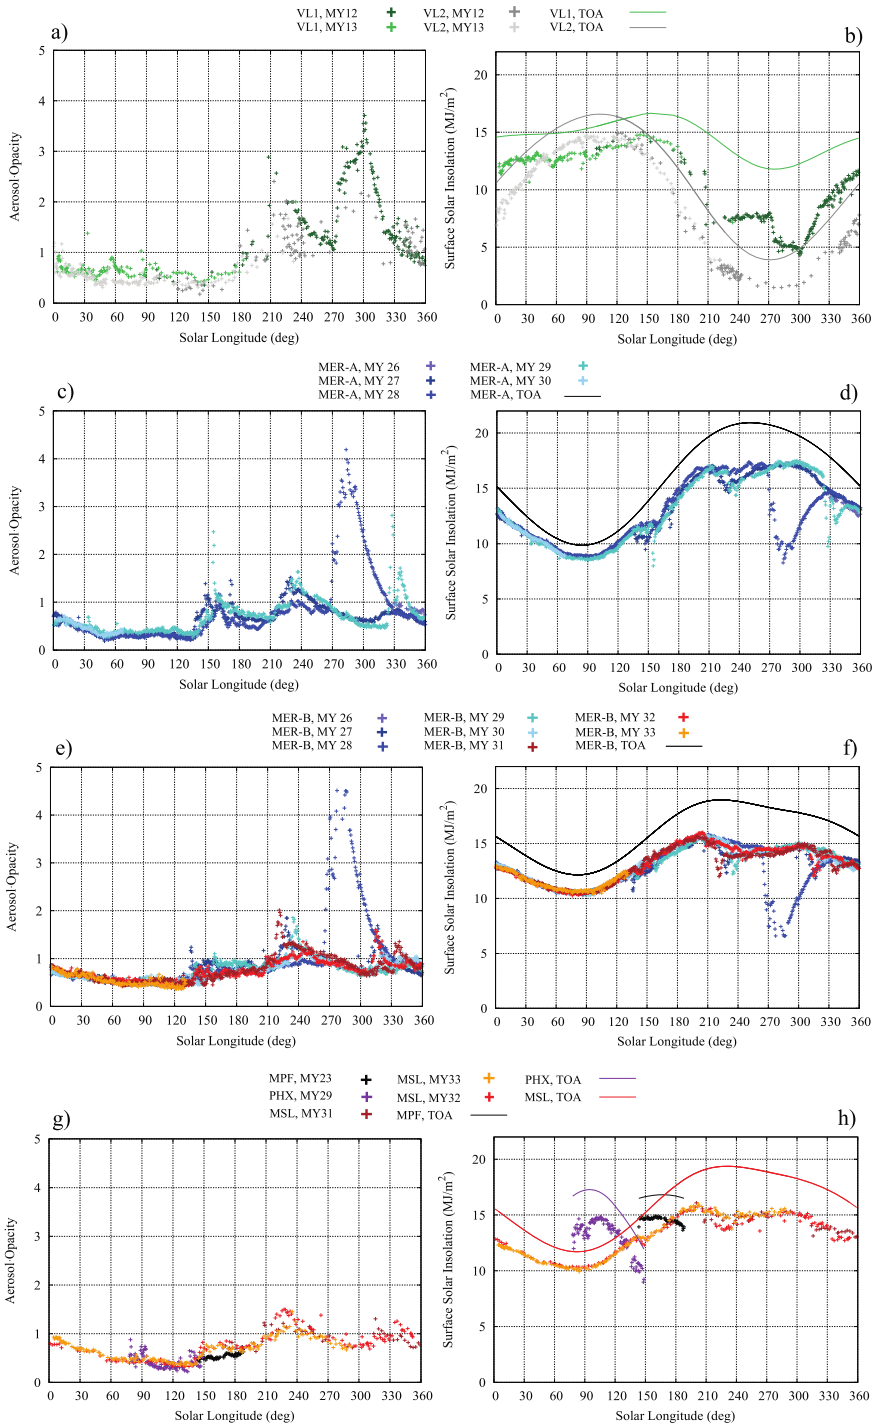 a)
VL1, MY12 VL2, MY12 VL1, TOA
VL1, MY13 VL2, MY13 VL2, TOA
b)
5
4
3
2
1
0
Aerosol·Opacity
0 30 60 90 120 150 180 210 240 270 300 330 360
Solar Longitude (deg)
20
15
10
5
0
Surface Solar Insolation (MJ/m²)
0 30 60 90 120 150 180 210 240 270 300 330 360
Solar Longitude (deg)
MER-A, MY 26 MER-A, MY 29
MER-A, MY 27 MER-A, MY 30
MER-A, MY 28 MER-A, TOA
c)
d)
5
4
3
2
1
0
Aerosol·Opacity
0 30 60 90 120 150 180 210 240 270 300 330 360
Solar Longitude (deg)
20
15
10
5
0
Surface Solar Insolation (MJ/m²)
0 30 60 90 120 150 180 210 240 270 300 330 360
Solar Longitude (deg)
MER-B, MY 26 MER-B, MY 29 MER-B, MY 32
MER-B, MY 27 MER-B, MY 30 MER-B, MY 33
MER-B, MY 28 MER-B, MY 31 MER-B, TOA
e)
f)
5
4
3
2
1
0
Aerosol·Opacity
0 30 60 90 120 150 180 210 240 270 300 330 360
Solar Longitude (deg)
20
15
10
5
0
Surface Solar Insolation (MJ/m²)
0 30 60 90 120 150 180 210 240 270 300 330 360
Solar Longitude (deg)
MPF, MY23 MSL, MY33 PHX, TOA
PHX, MY29 MSL, MY32 MSL, TOA
MSL, MY31 MPF, TOA
g)
h)
5
4
3
2
1
0
Aerosol·Opacity
0 30 60 90 120 150 180 210 240 270 300 330 360
Solar Longitude (deg)
20
15
10
5
0
Surface Solar Insolation (MJ/m²)
0 30 60 90 120 150 180 210 240 270 300 330 360
Solar Longitude (deg)